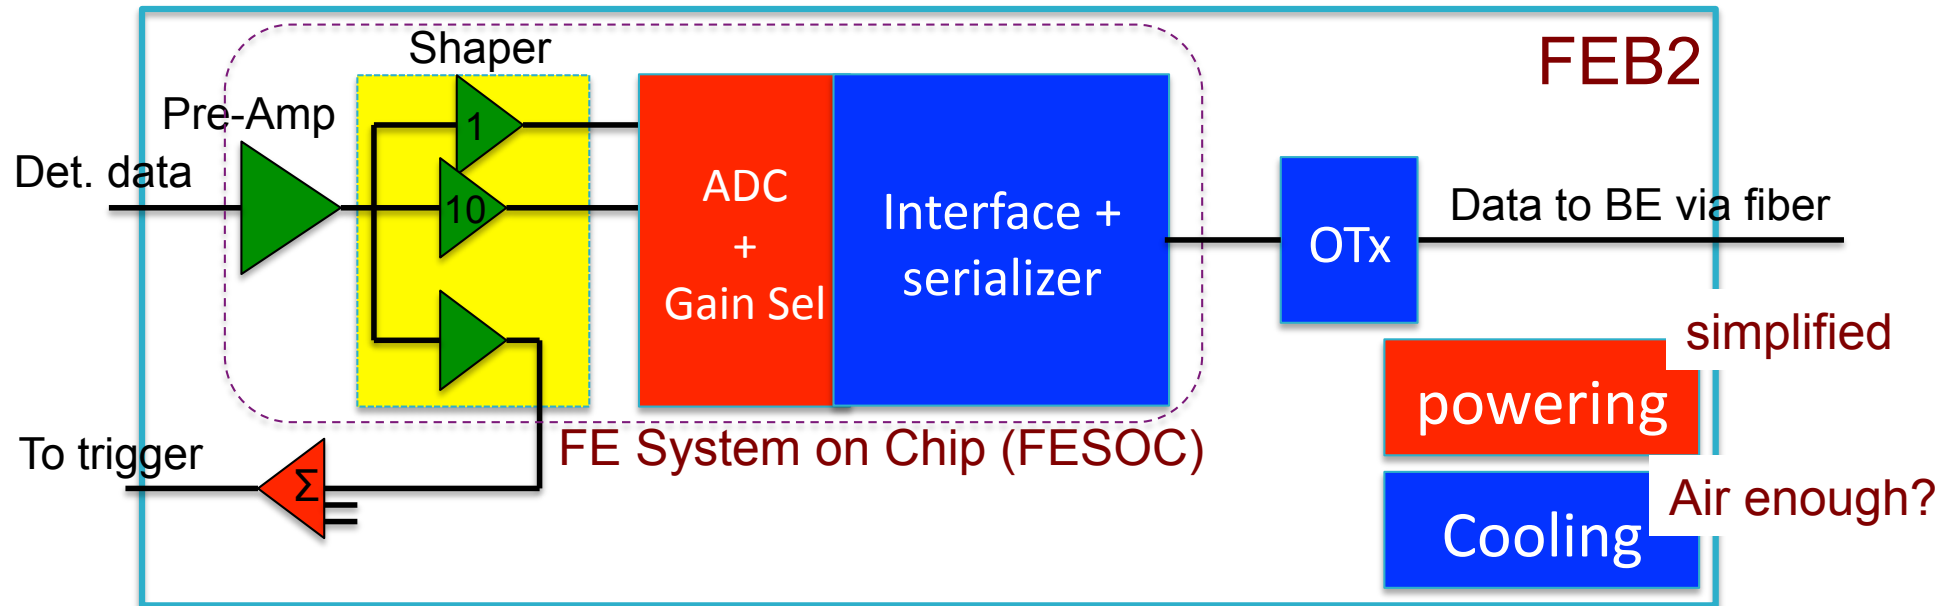 Shaper
FEB2
Pre-Amp
1
Det. data
10
ADC
+
Gain Sel
Interface +
serializer
OTx
Data to BE via fiber
simplified
powering
To trigger
FE System on Chip (FESOC)
Σ
Air enough?
Cooling